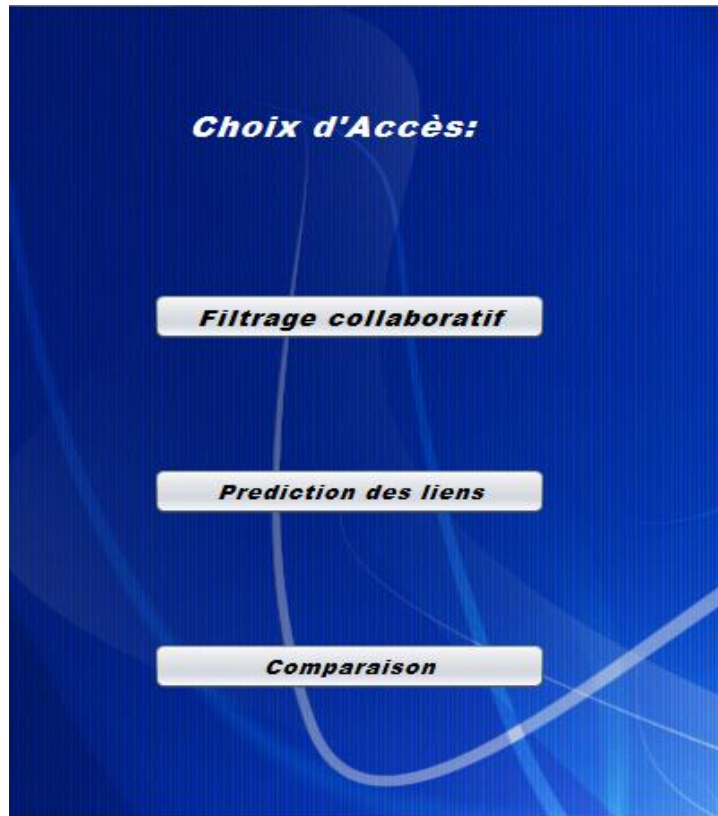 Choix d'Accès:
Filtrage collaboratif
Prediction des liens
Comparaison